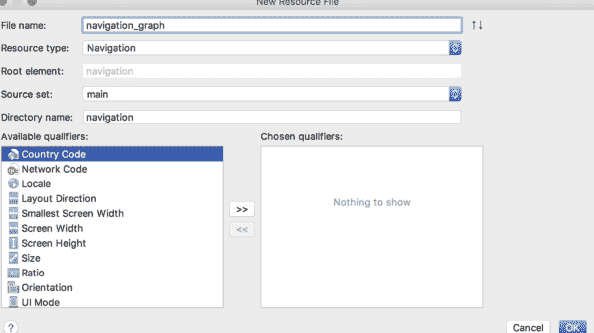 New Resource File
File name: navigation_graph
Resource type: Navigation
Root element: navigation
Source set: main
Directory name: navigation
Available qualifiers: Chosen qualifiers:
Country Code
Network Code
Locale
Layout Direction
Smallest Screen Width
Screen Width
Screen Height
Size
Ratio
Orientation
UI Mode
>>
<<
Nothing to show
? Cancel OK